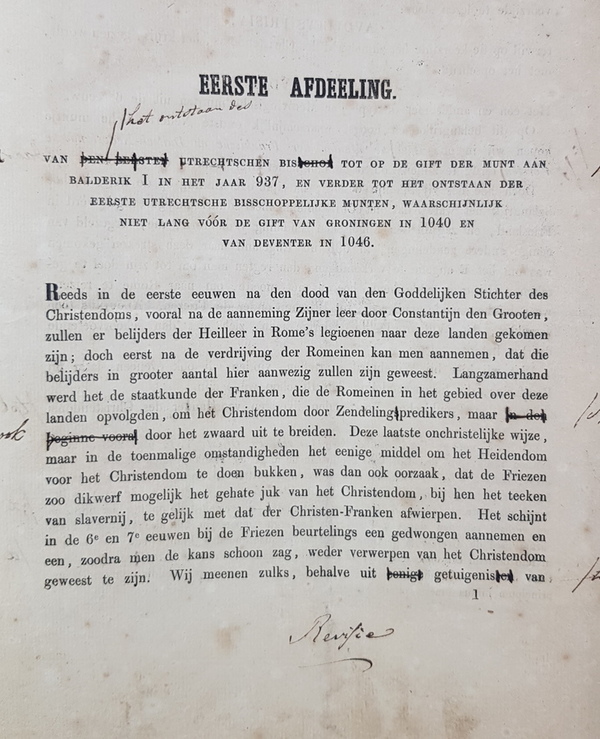 EERSTE AFDEELING.
het ontstaan des
VAN DEN EERSTEN UTRECHTSCHEN BISSCHOP TOT OP DE GIFT DER MUNT AAN
BALDERIK I IN HET JAAR 937, EN VERDER TOT HET ONTSTAAN DER
EERSTE UTRECHTSCHE BISSCHOPPELIJKE MUNTEN, WAARSCHIJNLIJK
NIET LANG VÓÓR DE GIFT VAN GRONINGEN IN 1040 EN
VAN DEVENTER IN 1046.
Reeds in de eerste eeuwen na den dood van den Goddelijken Stichter des
Christendoms, vooral na de aanneming Zijner leer door Constantijn den Grooten,
zullen er belijders der Heilleer in Rome's legioenen naar deze landen gekomen
zijn; doch eerst na de verdrijving der Romeinen kan men aannemen, dat die
belijders in grooter aantal hier aanwezig zullen zijn geweest. Langzamerhand
werd het de staatkunde der Franken, die de Romeinen in het gebied over deze
landen opvolgden, om het Christendom door Zendelingpredikers, maar in den
ook beginne vooral door het zwaard uit te breiden. Deze laatste onchristelijke wijze,
maar in de toenmalige omstandigheden het eenige middel om het Heidendom
voor het Christendom te doen bukken, was dan ook oorzaak, dat de Friezen
zoo dikwerf mogelijk het gehate juk van het Christendom, bij hen het teeken
van slavernij, te gelijk met dat der Christen-Franken afwierpen. Het schijnt
in de 6e en 7e eeuwen bij de Friezen beurtelings een gedwongen aannemen en
een, zoodra men de kans schoon zag, weder verwerpen van het Christendom
geweest te zijn. Wij meenen zulks, behalve uit eenige getuigenissen van
1
Revisie